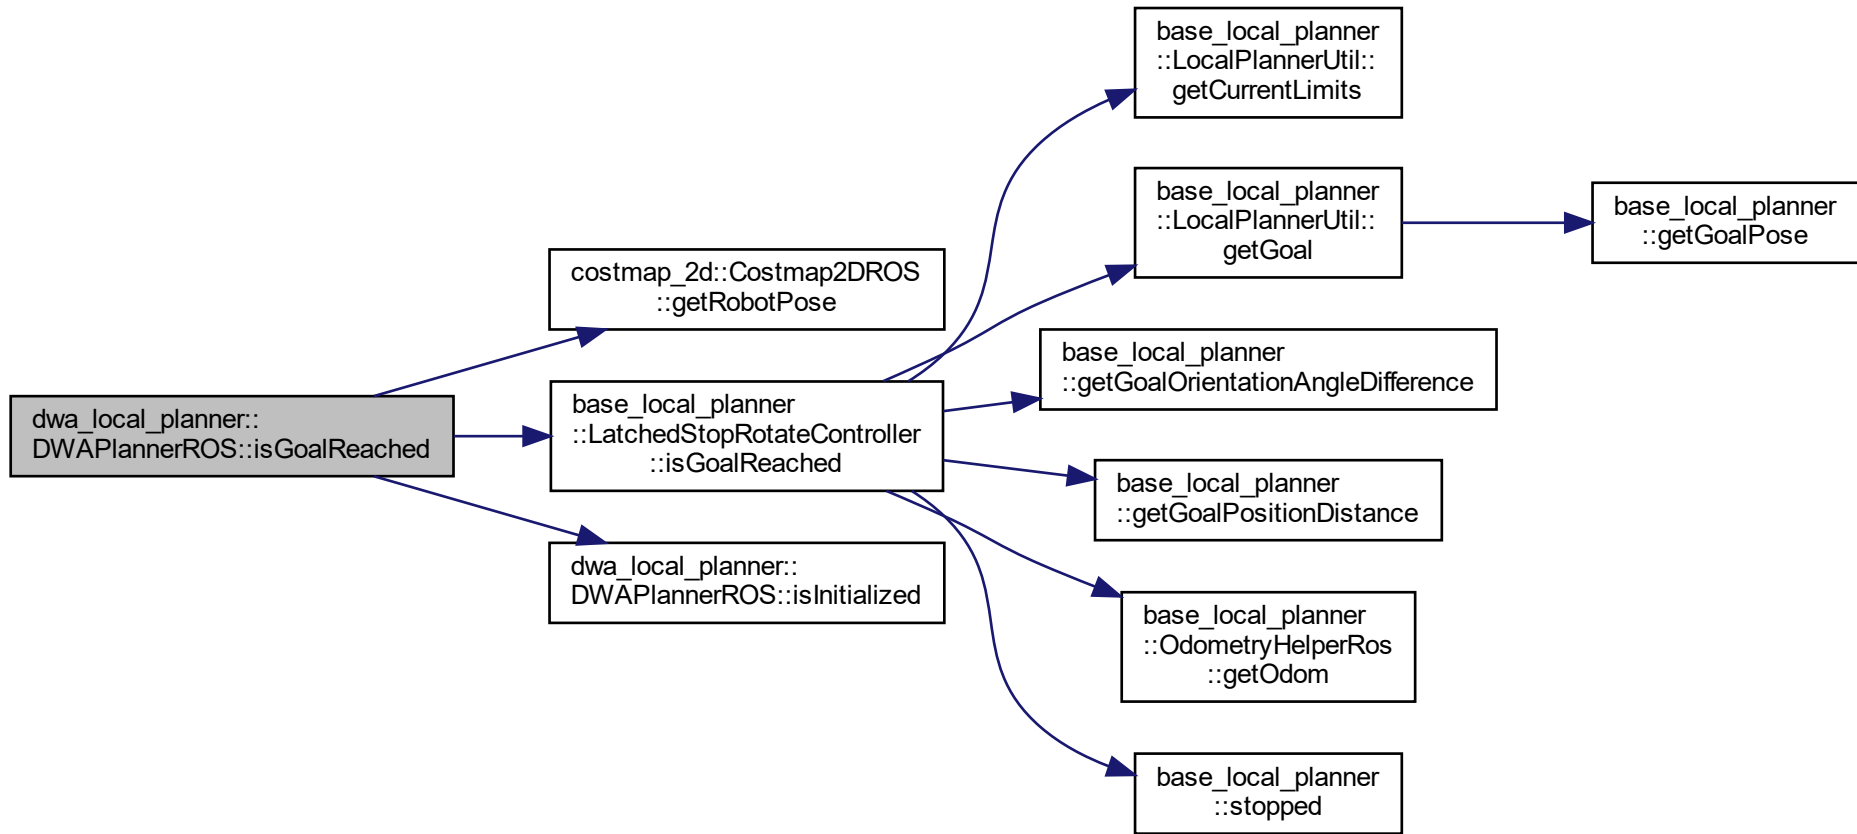 dwa_local_planner::
DWAPlannerROS::isGoalReached
costmap_2d::Costmap2DROS
::getRobotPose
base_local_planner
::LatchedStopRotateController
::isGoalReached
dwa_local_planner::
DWAPlannerROS::isInitialized
base_local_planner
::LocalPlannerUtil::
getCurrentLimits
base_local_planner
::LocalPlannerUtil::
getGoal
base_local_planner
::getGoalOrientationAngleDifference
base_local_planner
::getGoalPositionDistance
base_local_planner
::OdometryHelperRos
::getOdom
base_local_planner
::stopped
base_local_planner
::getGoalPose